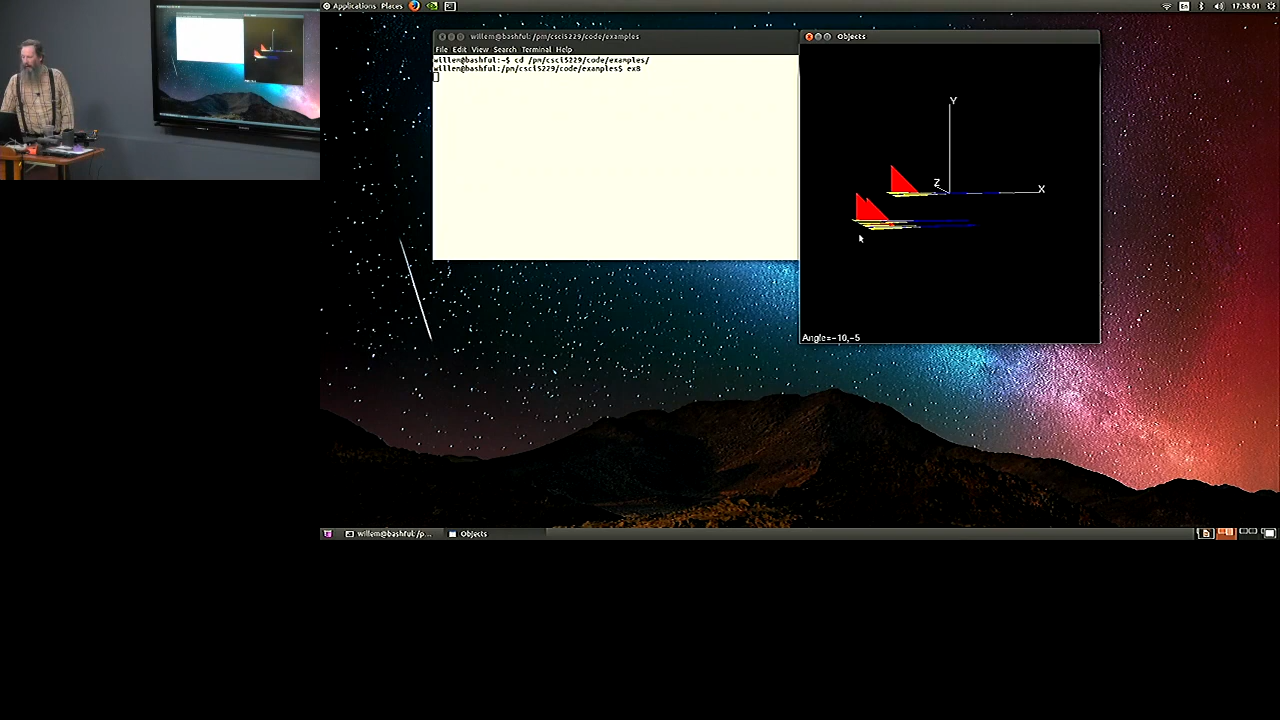 Applications Places
En
17:38:01
willem@bashful: /pm/csci5229/code/examples
File Edit View Search Terminal Help
willem@bashful:~$ cd /pm/csci5229/code/examples/
willem@bashful:/pm/csci5229/code/examples$ ex8
Objects
Y
Z
X
Angle=-10,-5
willem@bashful: /p...
Objects